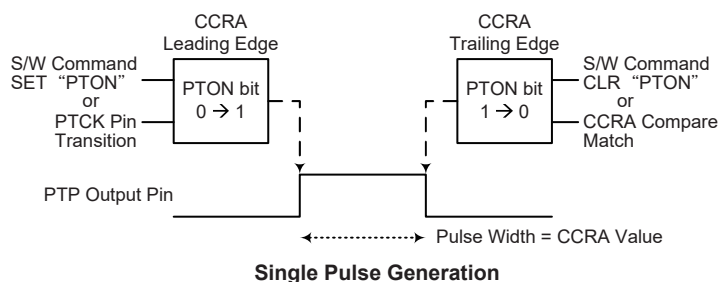 CCRA
Leading Edge
CCRA
Trailing Edge
S/W Command
SET “PTON”
or
PTCK Pin
Transition
PTON bit
0 → 1
PTON bit
1 → 0
S/W Command
CLR “PTON”
or
CCRA Compare
Match
PTP Output Pin
Pulse Width = CCRA Value
Single Pulse Generation